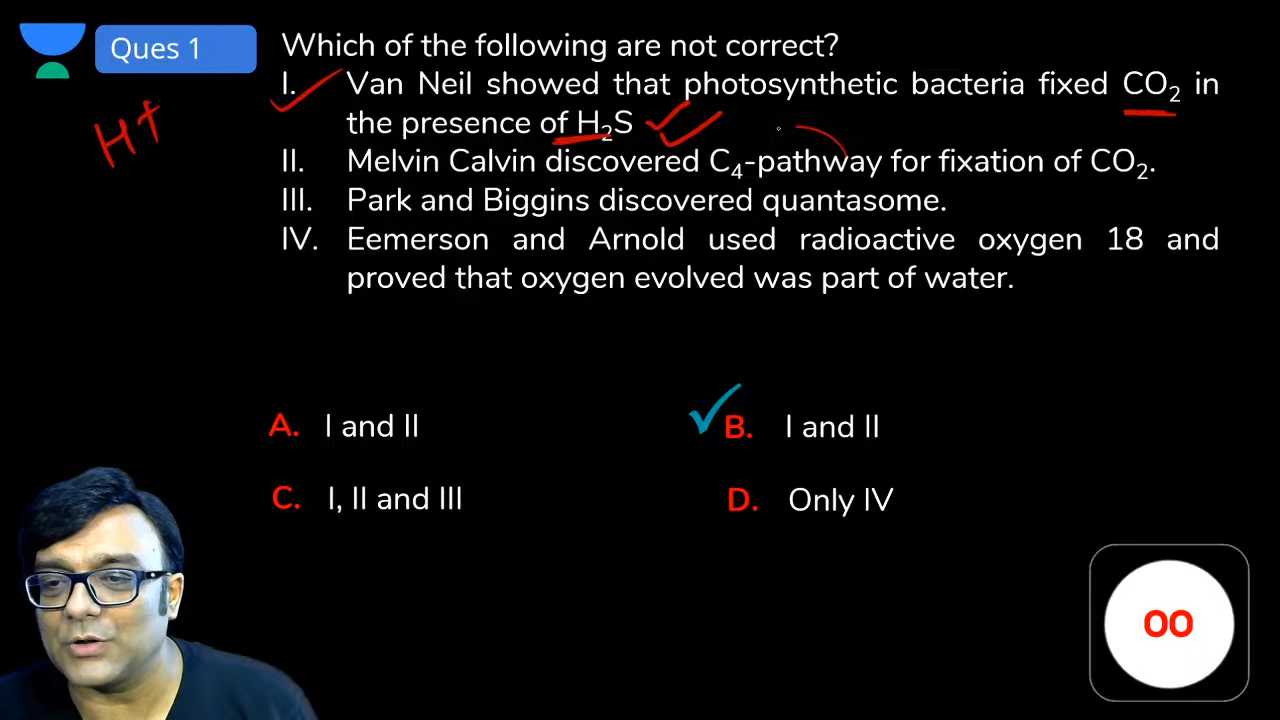 Ques 1
Which of the following are not correct?
I. Van Neil showed that photosynthetic bacteria fixed CO₂ in
the presence of H₂S
H+
II. Melvin Calvin discovered C₄-pathway for fixation of CO₂.
III. Park and Biggins discovered quantasome.
IV. Eemerson and Arnold used radioactive oxygen 18 and
proved that oxygen evolved was part of water.
A. I and II
B. I and II
C. I, II and III
D. Only IV
00